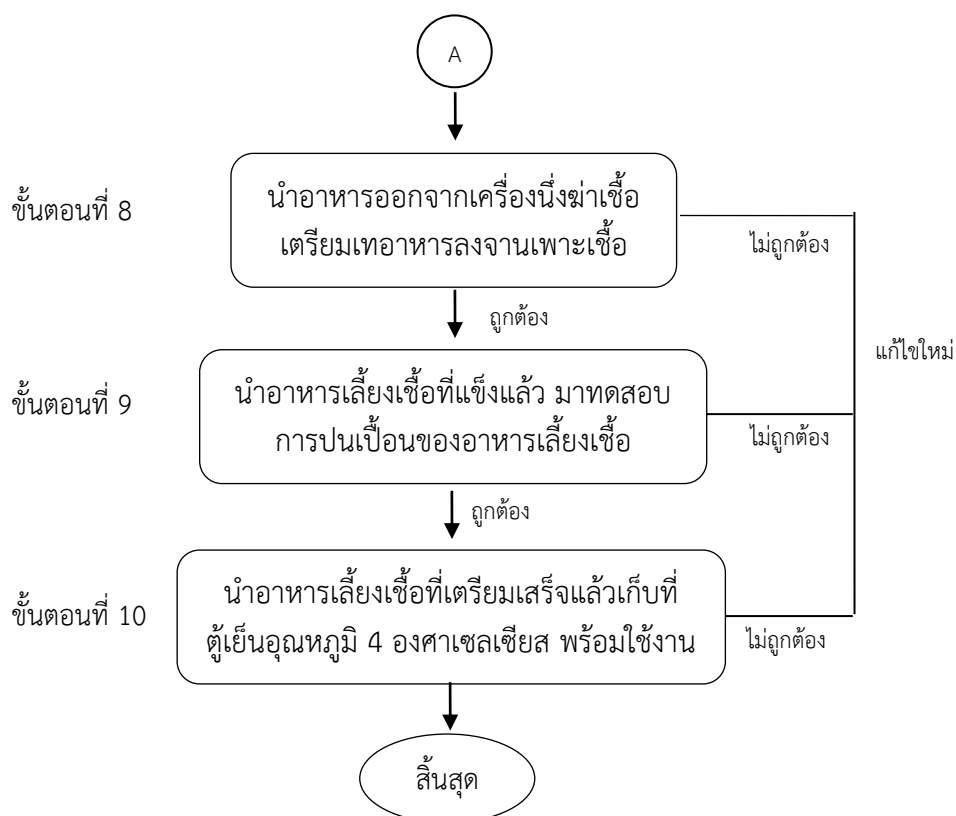 A
ขั้นตอนที่ 8
นำอาหารออกจากเครื่องนึ่งฆ่าเชื้อ
เตรียมเทอาหารลงจานเพาะเชื้อ
ไม่ถูกต้อง
ถูกต้อง
แก้ไขใหม่
ขั้นตอนที่ 9
นำอาหารเลี้ยงเชื้อที่แข็งแล้ว มาทดสอบ
การปนเปื้อนของอาหารเลี้ยงเชื้อ
ไม่ถูกต้อง
ถูกต้อง
ขั้นตอนที่ 10
นำอาหารเลี้ยงเชื้อที่เตรียมเสร็จแล้วเก็บที่
ตู้เย็นอุณหภูมิ 4 องศาเซลเซียส พร้อมใช้งาน
ไม่ถูกต้อง
สิ้นสุด